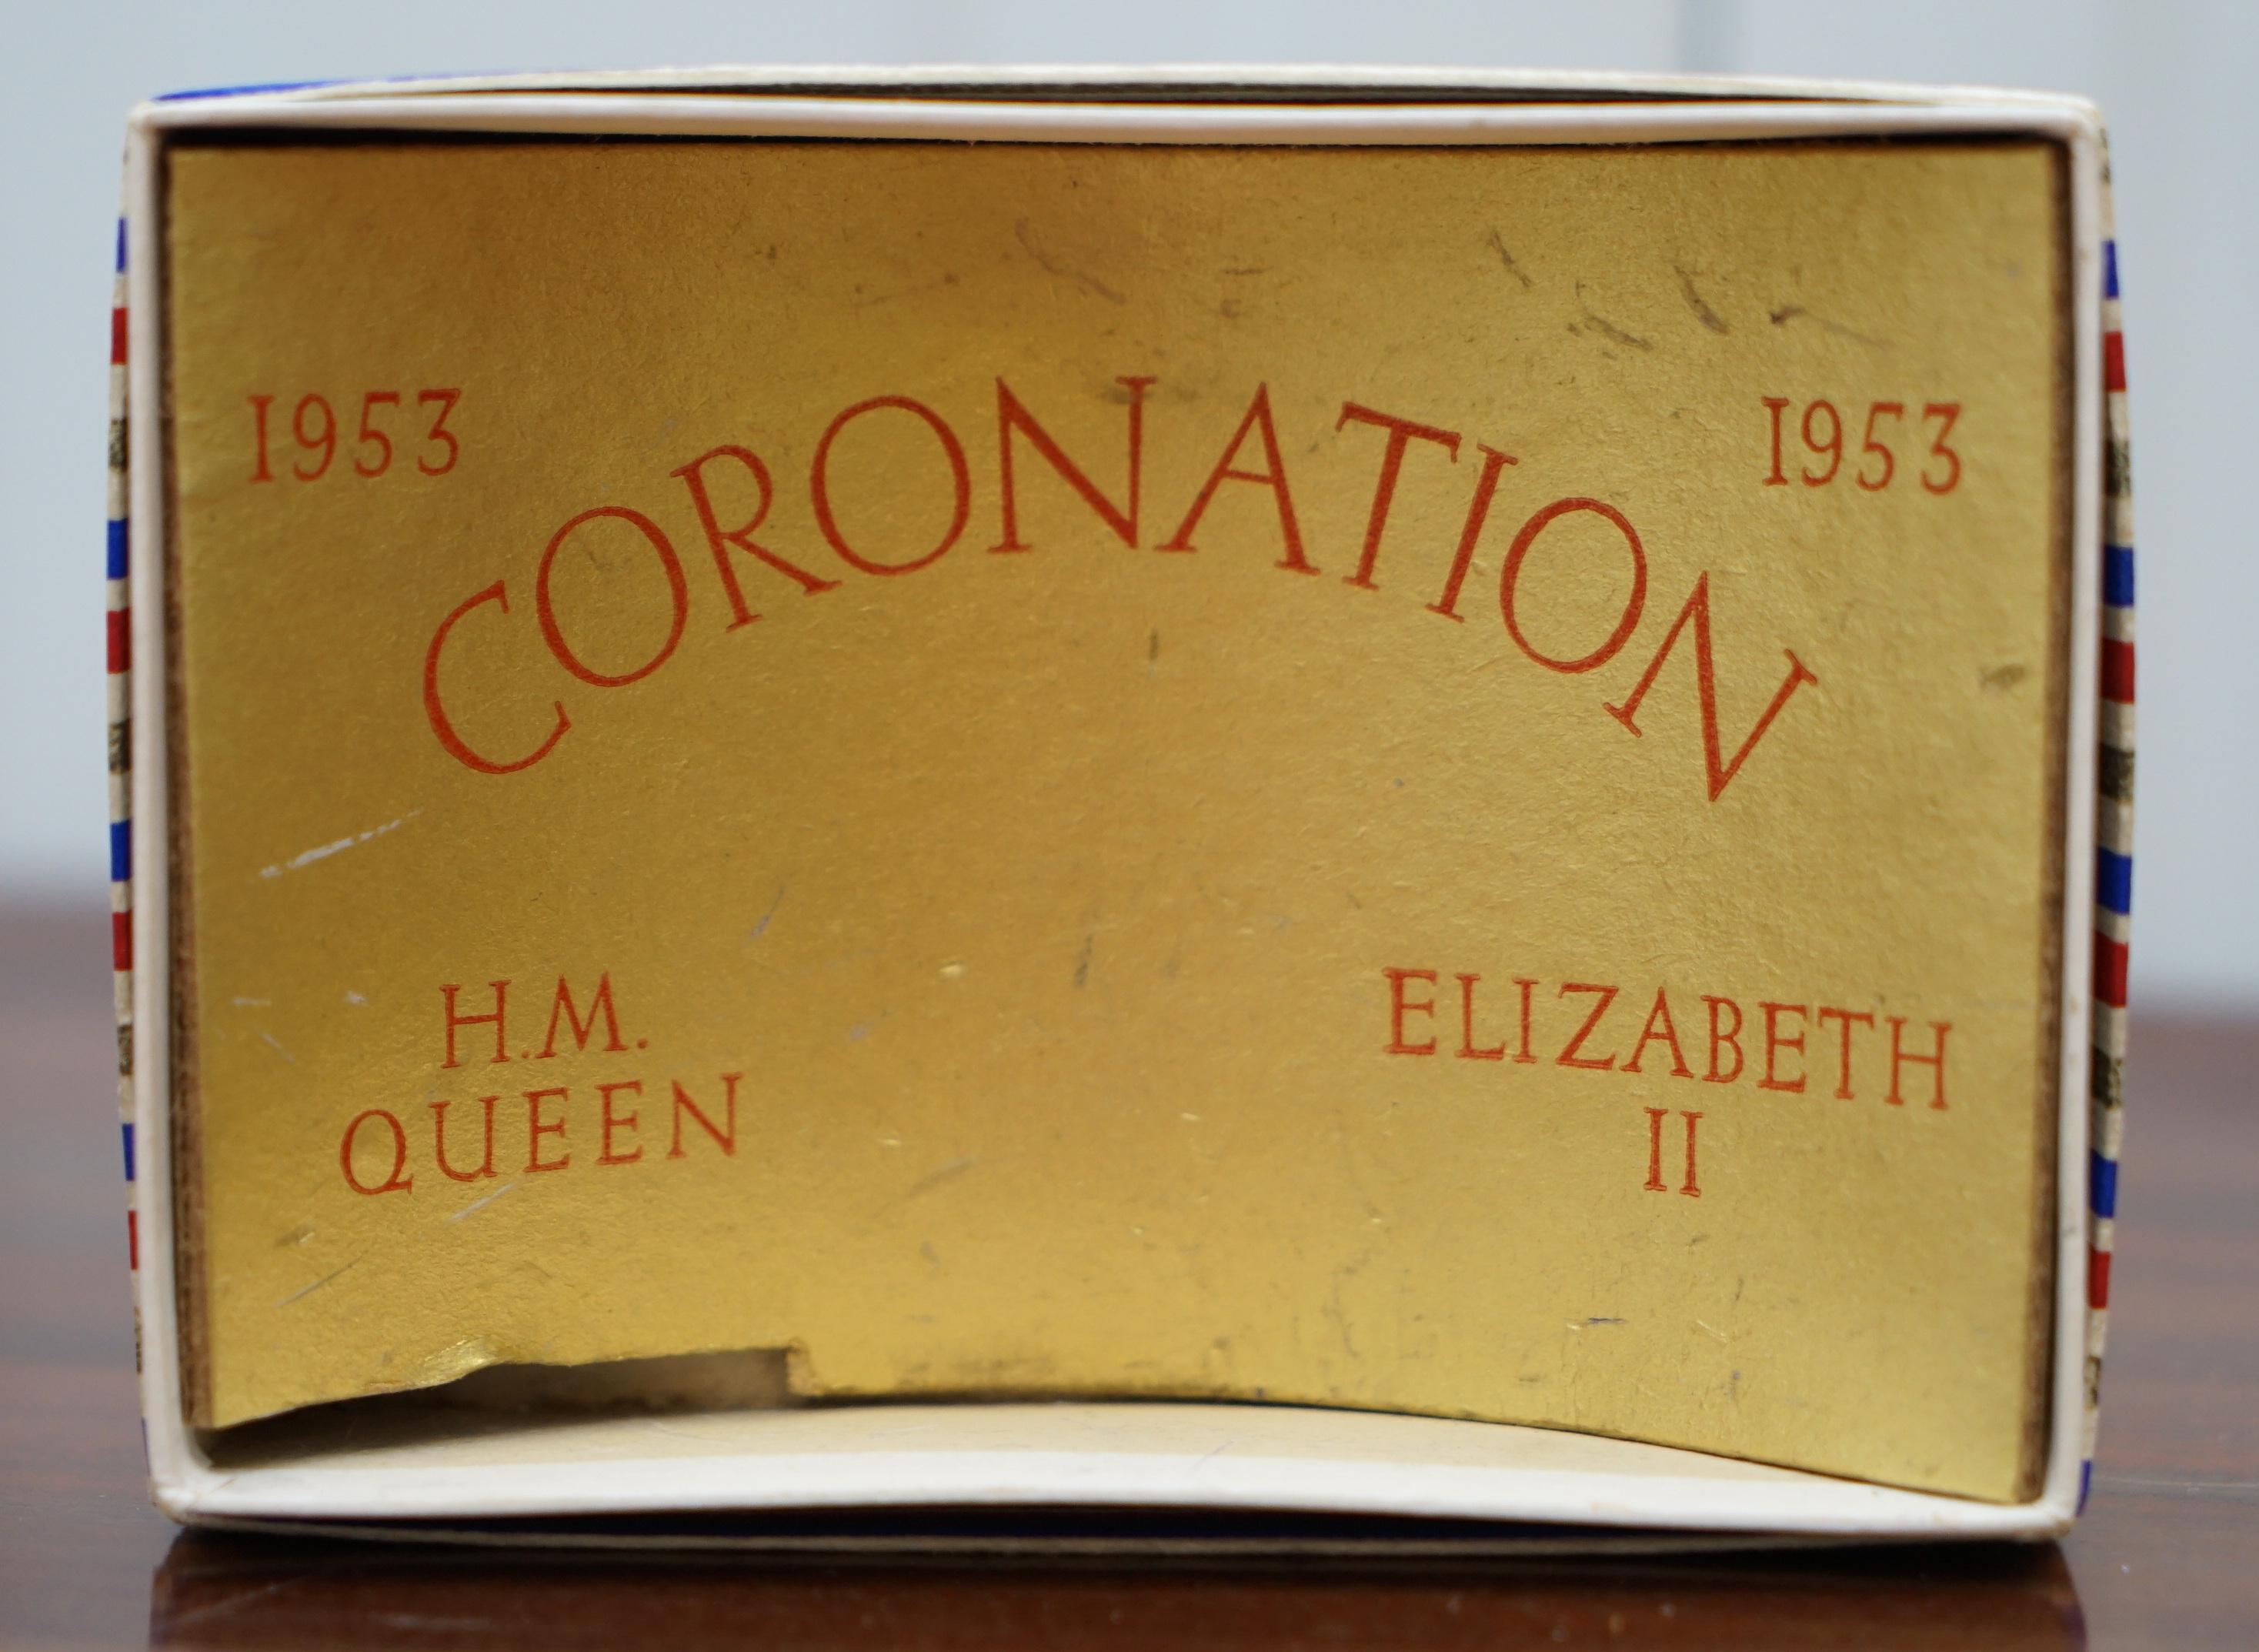 1953 CORONATION 1953
H.M. ELIZABETH
QUEEN II